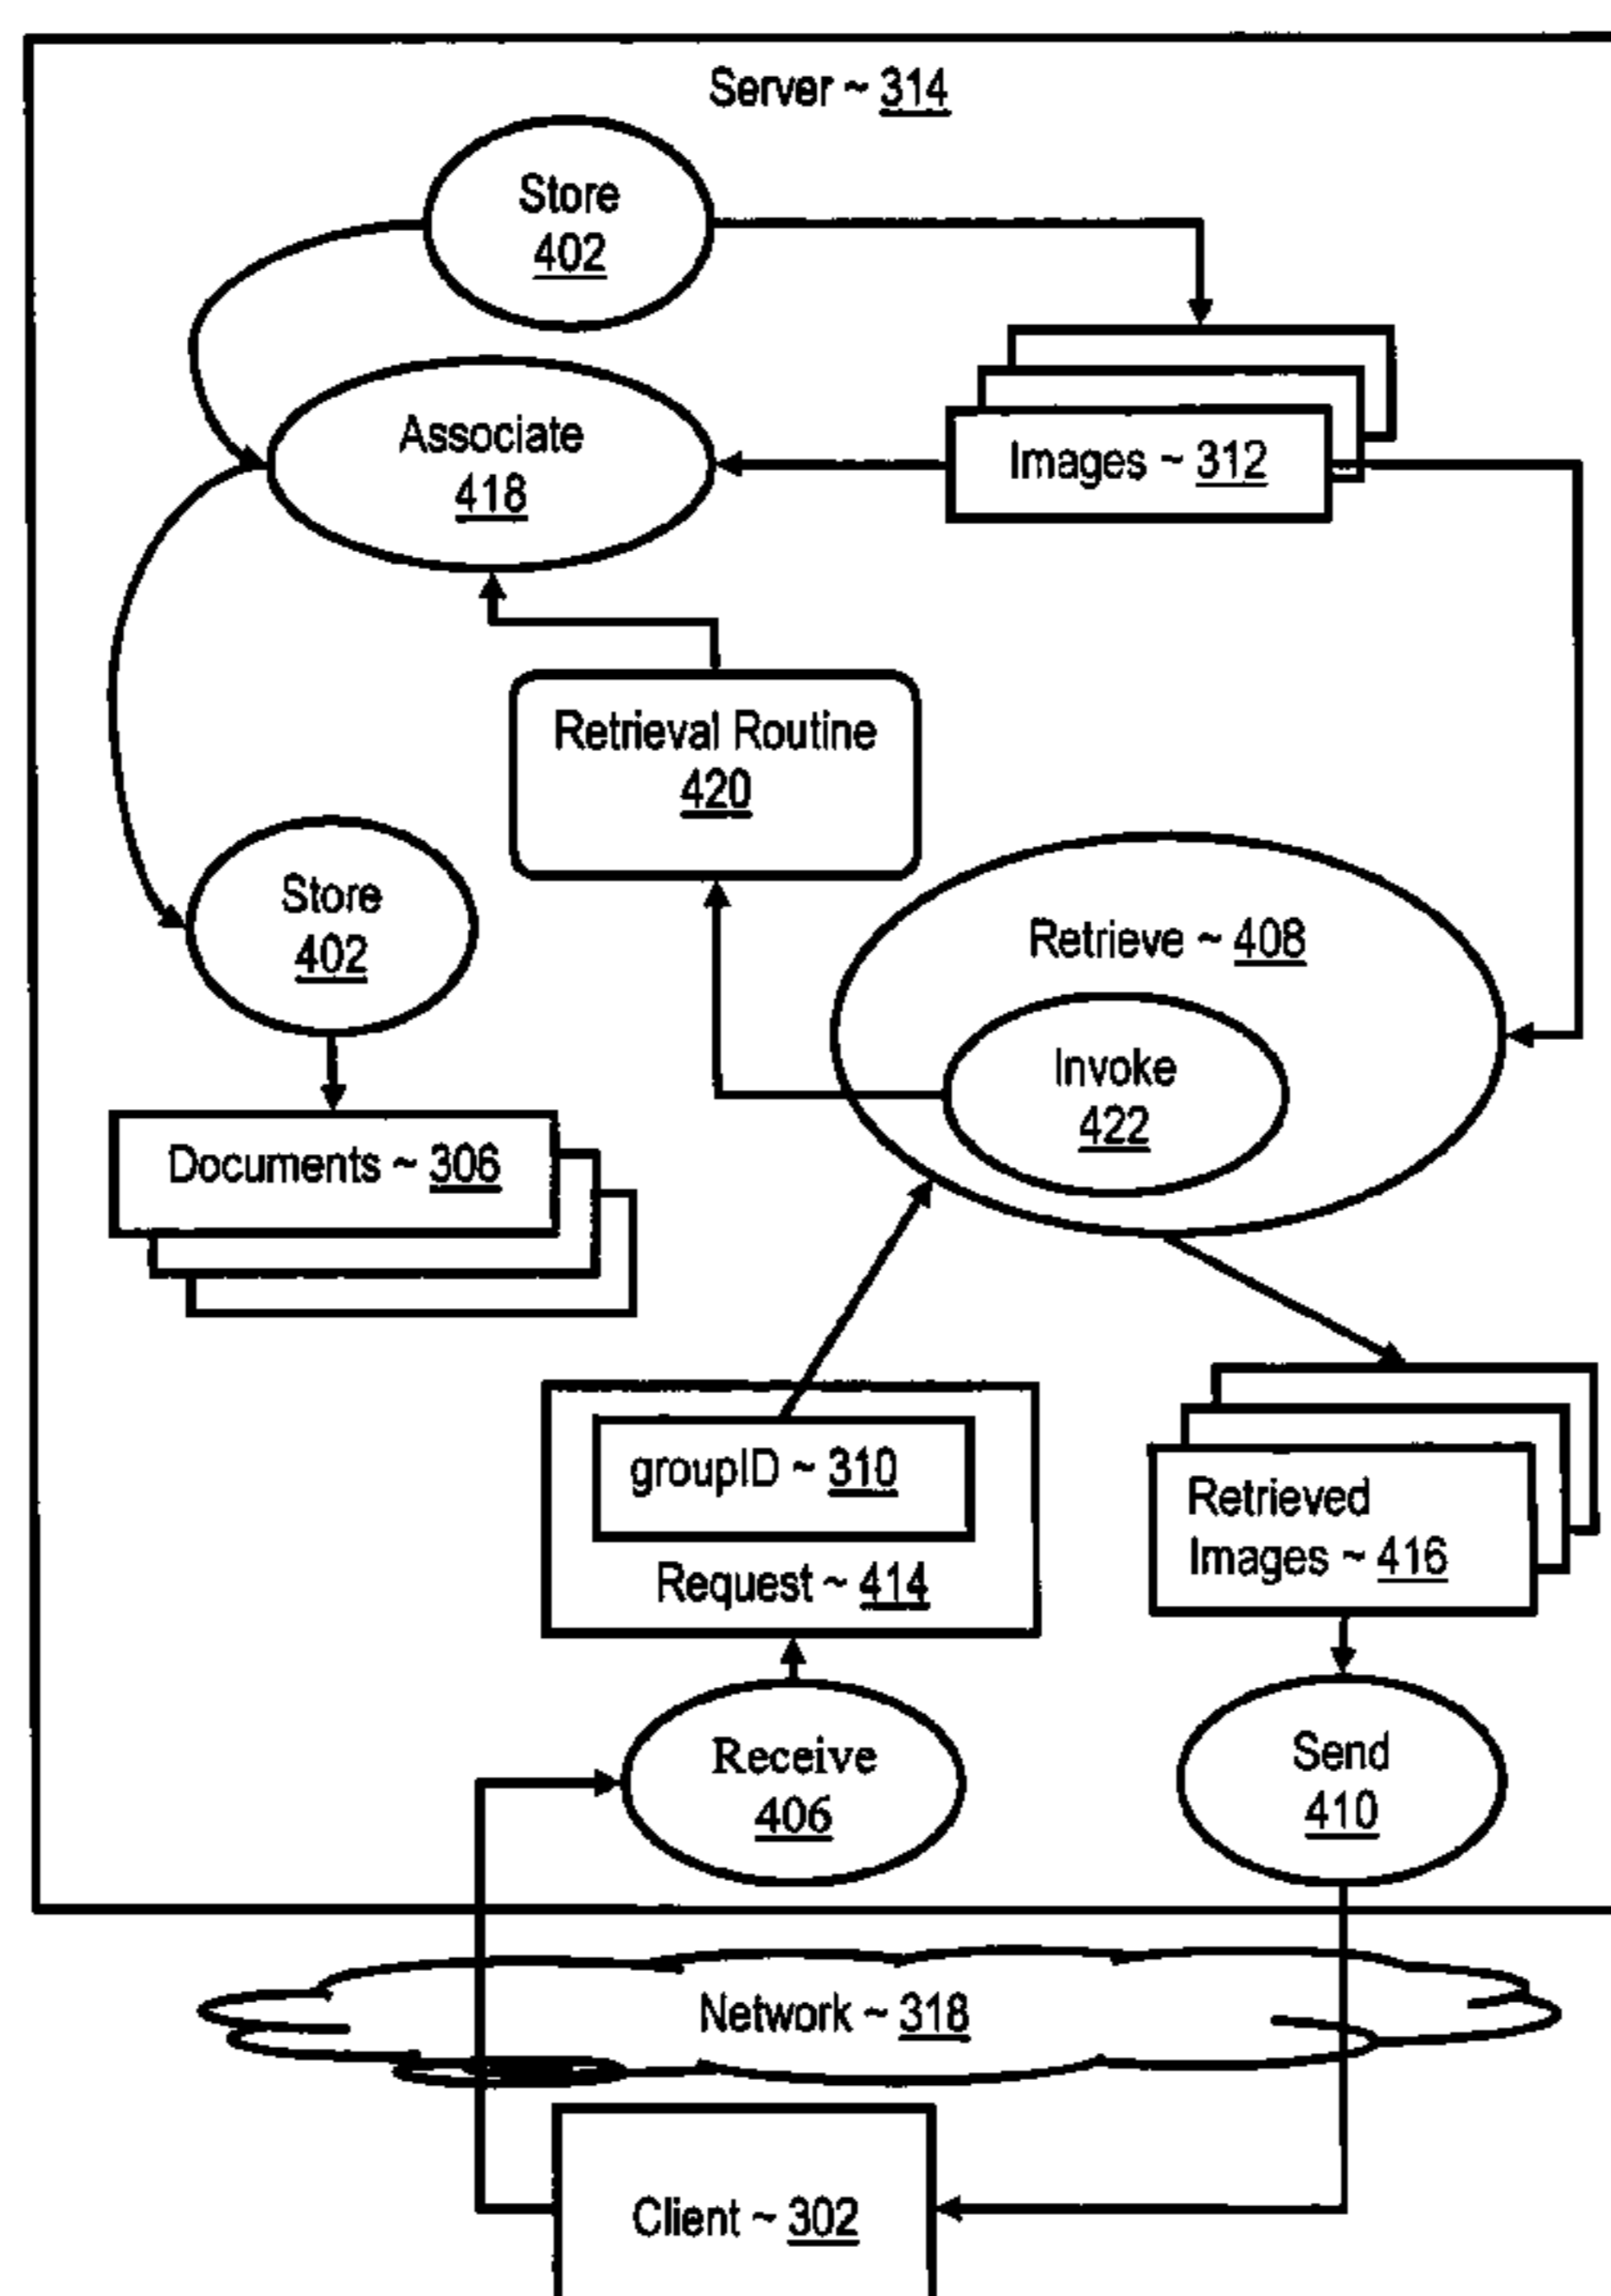 Server ~ 314
Store
402
Associate
418
Images ~ 312
Retrieval Routine
420
Store
402
Retrieve ~ 408
Invoke
422
Documents ~ 306
groupID ~ 310
Request ~ 414
Retrieved
Images ~ 416
Receive
406
Send
410
Network ~ 318
Client ~ 302